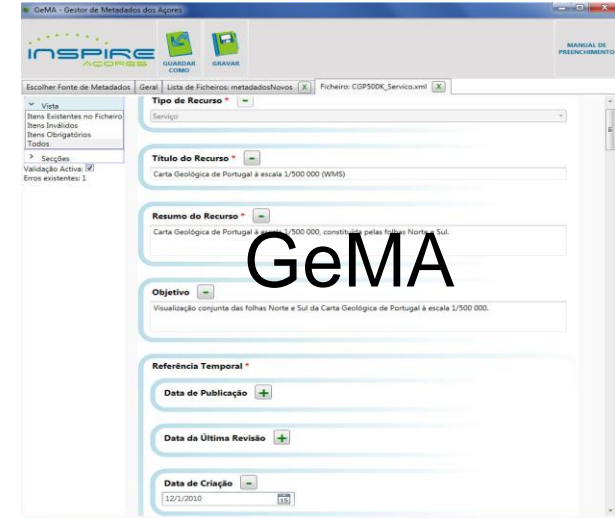 GeMA - Gestor de Metadados dos Açores
INSPIRE
AÇORES
GUARDAR COMO
GRAVAR
MANUAL DE PREENCHIMENTO
Escolher Fonte de Metadados
Geral
Lista de Ficheiros: metadadosNovos X
Ficheiro: CGP500K_Servico.xml X
Vista
Itens Existentes no Ficheiro
Itens Inválidos
Itens Obrigatórios
Todos
Secções
Validação Activa:
Erros existentes: 1
Tipo de Recurso *
Serviço
Título do Recurso *
Carta Geológica de Portugal à escala 1/500 000 (WMS)
Resumo do Recurso *
Carta Geológica de Portugal à escala 1/500 000, constituída pelas folhas Norte e Sul.
GeMA
Objetivo
Visualização conjunta das folhas Norte e Sul da Carta Geológica de Portugal à escala 1/500 000.
Referência Temporal *
Data de Publicação
Data da Última Revisão
Data de Criação
12/1/2010
15